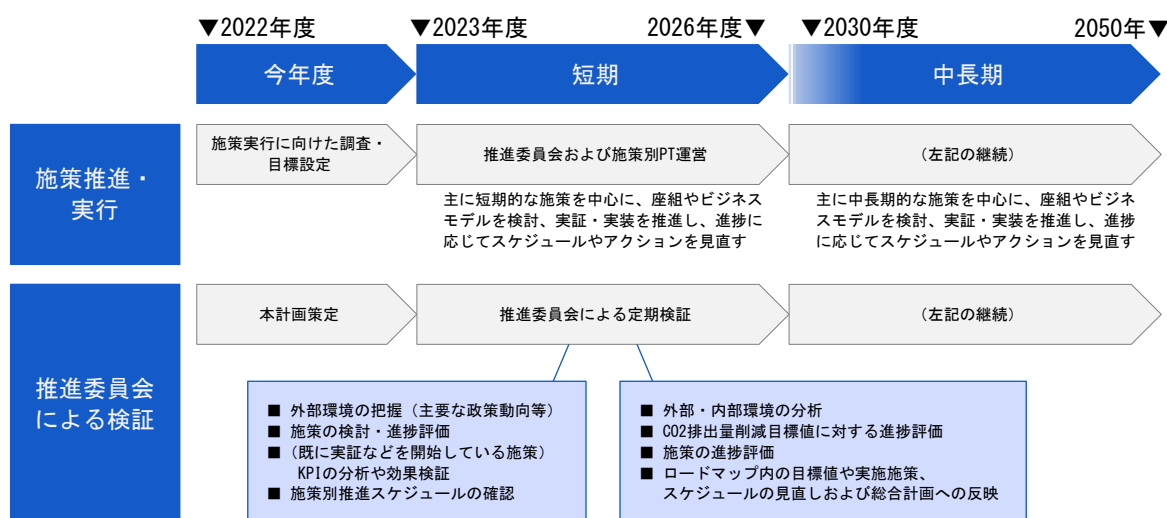 ▼2022年度
▼2023年度
2026年度▼
▼2030年度
2050年▼
今年度
短期
中長期
施策推進・
実行
施策実行に向けた調査・
目標設定
推進委員会および施策別PT運営
(左記の継続)
主に短期的な施策を中心に、座組やビジネス
モデルを検討、実証・実装を推進し、進捗に
応じてスケジュールやアクションを見直す
主に中長期的な施策を中心に、座組やビジネ
スモデルを検討、実証・実装を推進し、進捗
に応じてスケジュールやアクションを見直す
推進委員会
による検証
本計画策定
推進委員会による定期検証
(左記の継続)
■ 外部環境の把握(主要な政策動向等)
■ 施策の検討・進捗評価
■ (既に実証などを開始している施策)
KPIの分析や効果検証
■ 施策別推進スケジュールの確認
■ 外部・内部環境の分析
■ CO2排出量削減目標値に対する進捗評価
■ 施策の進捗評価
■ ロードマップ内の目標値や実施施策、
スケジュールの見直しおよび総合計画への反映